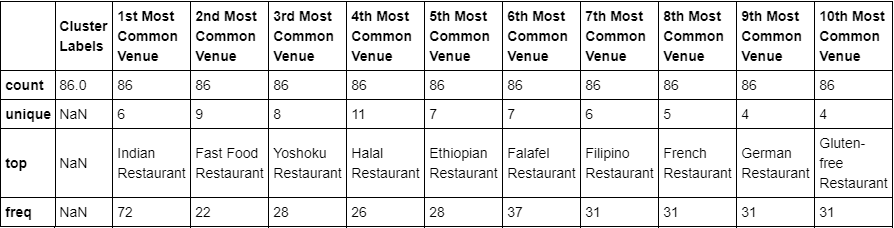 Cluster Labels 1st Most Common Venue 2nd Most Common Venue 3rd Most Common Venue 4th Most Common Venue 5th Most Common Venue 6th Most Common Venue 7th Most Common Venue 8th Most Common Venue 9th Most Common Venue 10th Most Common Venue
count 86.0 86 86 86 86 86 86 86 86 86 86
unique NaN 6 9 8 11 7 7 6 5 4 4
top NaN Indian Restaurant Fast Food Restaurant Yoshoku Restaurant Halal Restaurant Ethiopian Restaurant Falafel Restaurant Filipino Restaurant French Restaurant German Restaurant Gluten-free Restaurant
freq NaN 72 22 28 26 28 37 31 31 31 31